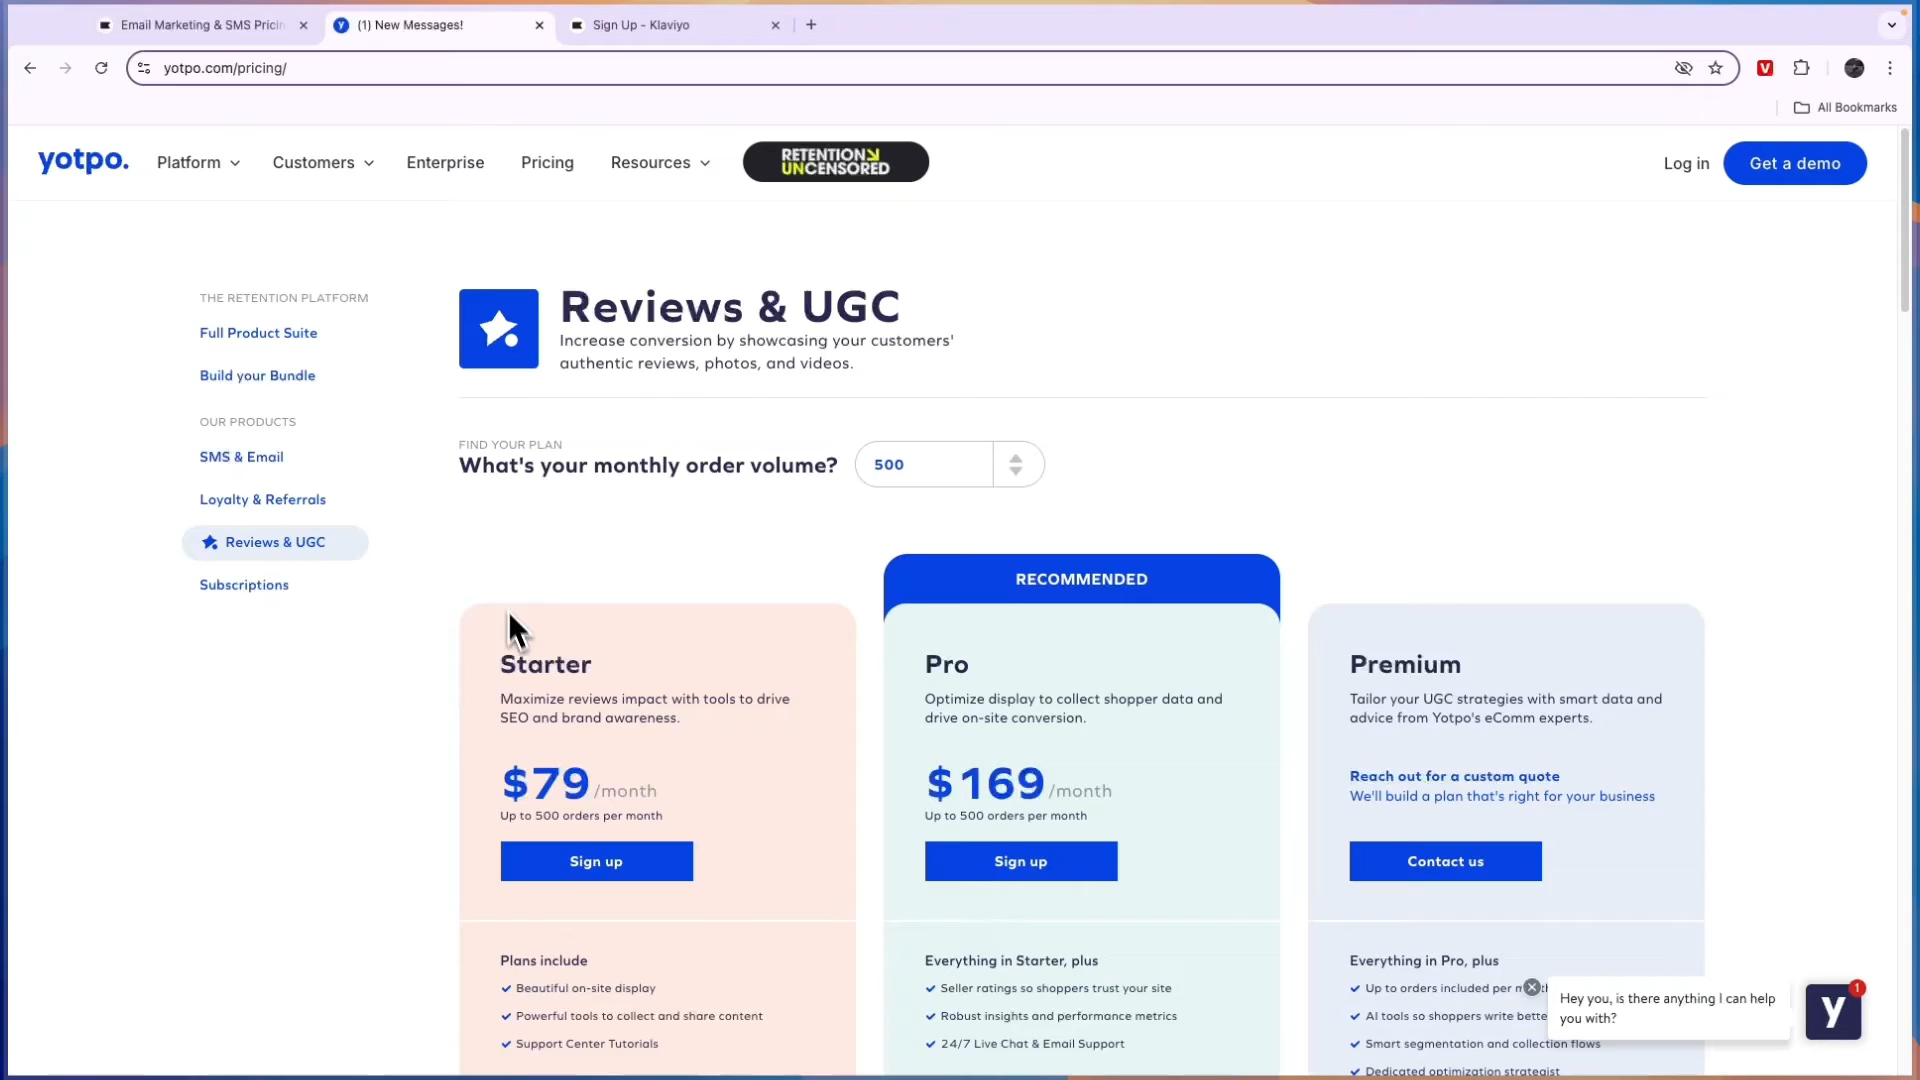 Email Marketing & SMS Pricin
(1) New Messages!
Sign Up - Klaviyo
yotpo.com/pricing/
All Bookmarks
yotpo.
Platform
Customers
Enterprise
Pricing
Resources
RETENTION
UNCENSORED
Log in
Get a demo
THE RETENTION PLATFORM
Full Product Suite
Build your Bundle
OUR PRODUCTS
SMS & Email
Loyalty & Referrals
Reviews & UGC
Subscriptions
Reviews & UGC
Increase conversion by showcasing your customers'
authentic reviews, photos, and videos.
FIND YOUR PLAN
What's your monthly order volume?
500
RECOMMENDED
Starter
Maximize reviews impact with tools to drive
SEO and brand awareness.
$79 /month
Up to 500 orders per month
Sign up
Plans include
Beautiful on-site display
Powerful tools to collect and share content
Support Center Tutorials
Pro
Optimize display to collect shopper data and
drive on-site conversion.
$169 /month
Up to 500 orders per month
Sign up
Everything in Starter, plus
Seller ratings so shoppers trust your site
Robust insights and performance metrics
24/7 Live Chat & Email Support
Premium
Tailor your UGC strategies with smart data and
advice from Yotpo's eComm experts.
Reach out for a custom quote
We'll build a plan that's right for your business
Contact us
Everything in Pro, plus
Up to orders included per
AI tools so shoppers write
Smart segmentation and collection flows
Dedicated optimization strategist
Hey you, is there anything I can help
you with?
y
1